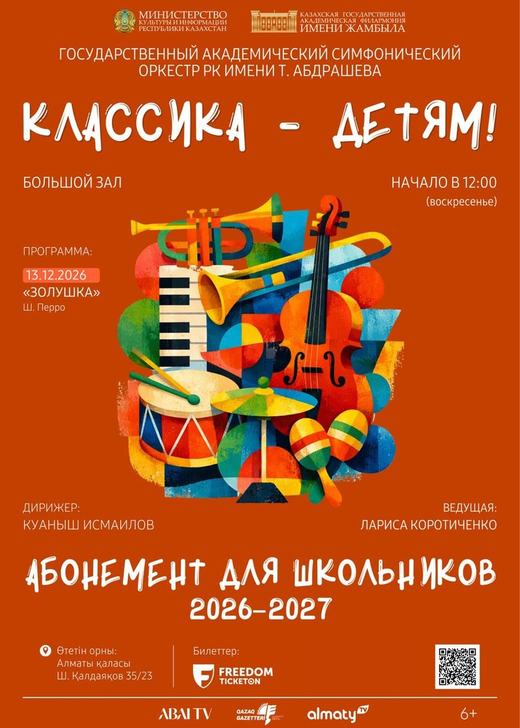 МИНИСТЕРСТВО
КУЛЬТУРЫ И ИНФОРМАЦИИ
РЕСПУБЛИКИ КАЗАХСТАН
КАЗАХСКАЯ ГОСУДАРСТВЕННАЯ
АКАДЕМИЧЕСКАЯ ФИЛАРМОНИЯ
ИМЕНИ ЖАМБЫЛА
ГОСУДАРСТВЕННЫЙ АКАДЕМИЧЕСКИЙ СИМФОНИЧЕСКИЙ
ОРКЕСТР РК ИМЕНИ Т. АБДРАШЕВА
КЛАССИКА - ДЕТЯМ!
БОЛЬШОЙ ЗАЛ
НАЧАЛО В 12:00
(воскресенье)
ПРОГРАММА:
13.12.2026
«ЗОЛУШКА»
Ш. Перро
ДИРИЖЕР:
КУАНЫШ ИСМАИЛОВ
ВЕДУЩАЯ:
ЛАРИСА КОРОТИЧЕНКО
АБОНЕМЕНТ ДЛЯ ШКОЛЬНИКОВ
2026–2027
Өтетін орны:
Алматы қаласы
Ш. Қалдаяқов 35/23
Билеттер:
FREEDOM
TICKETON
ABAI TV
QAZAQ
GAZETTERI
almaty tv
6+